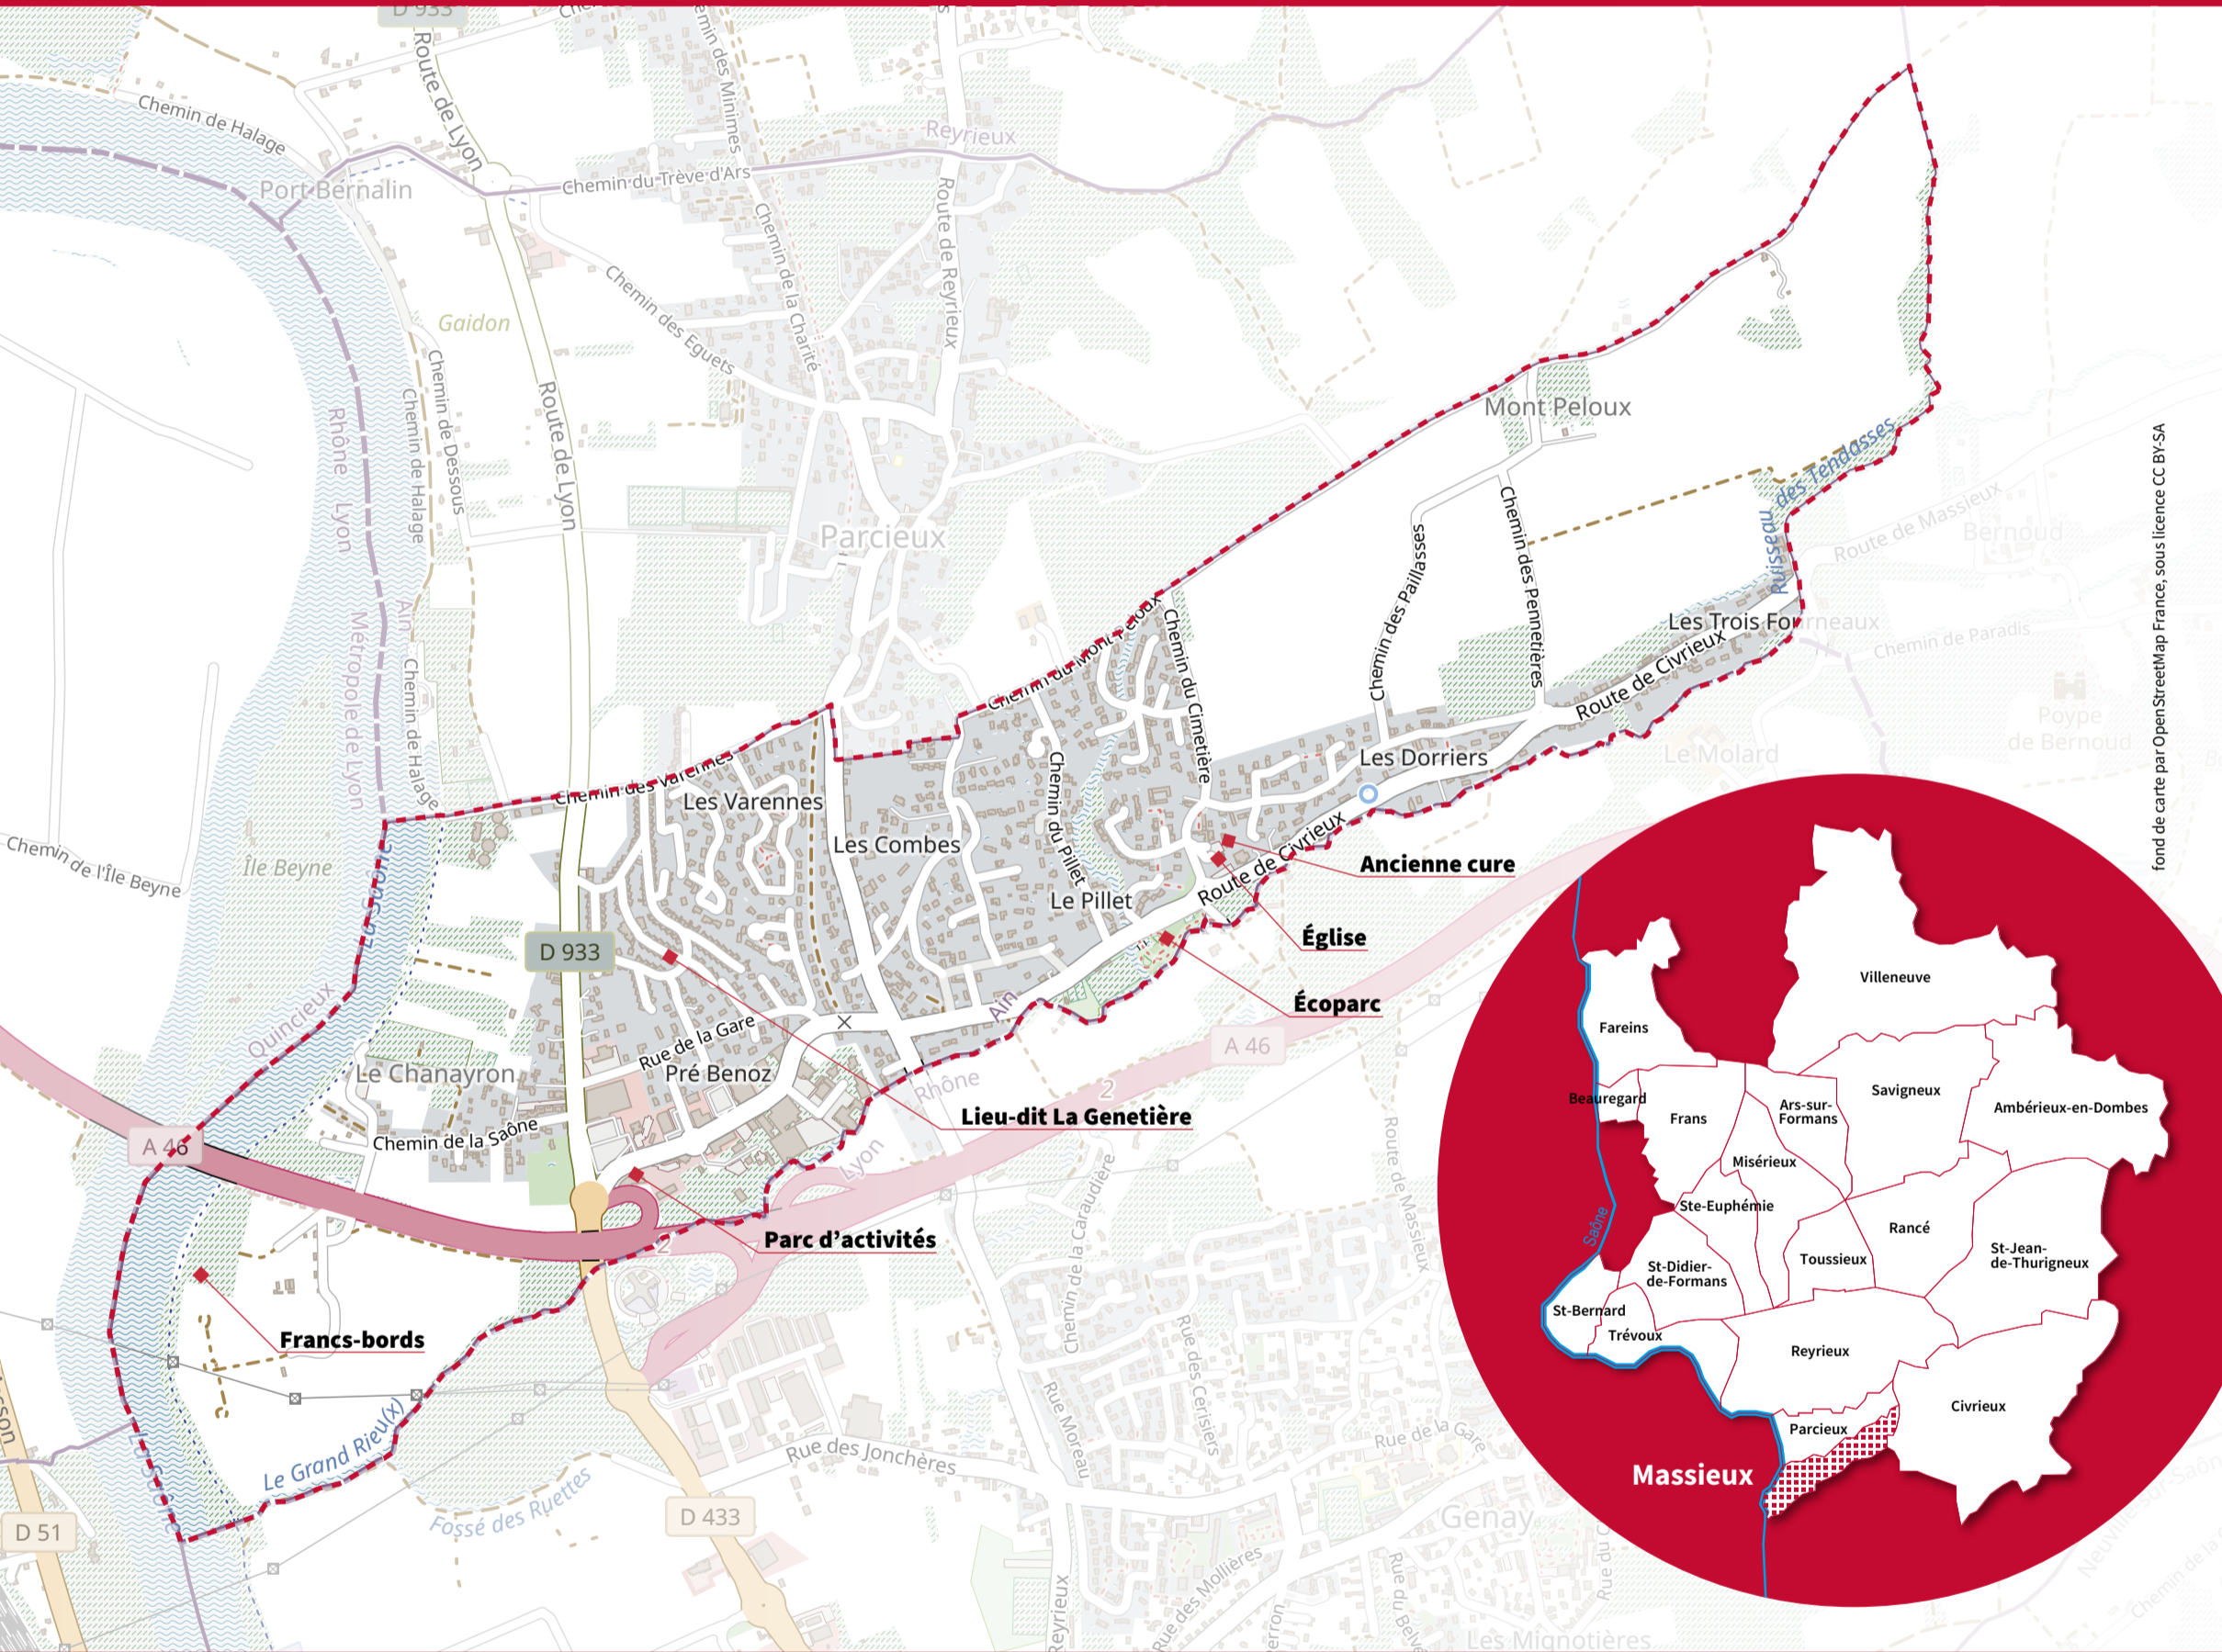 D 933
Route de Lyon
Chemin des Minimes
Chemin de Halage
Reyrieux
Port Bernalin
Chemin du Trève d'Ars
Chemin de la Charité
Route de Reyrieux
Chemin des Eguets
Gaidon
Chemin de Dessous
Chemin de Halage
Route de Lyon
Rhône
Lyon
Ain
Métropole de Lyon
Chemin de Halage
Parcieux
Mont Peloux
des Tendasses
Ruisseau
Route de Massieux
Bernoud
Chemin des Paillasses
Chemin des Pennetières
Les Trois Fourneaux
Chemin de Paradis
Route de Civrieux
Poype
de Bernoud
Le Molard
Chemin du Mont Peloux
Chemin du Cimetière
Les Dorriers
Chemin des Varennes
Les Varennes
Les Combes
Chemin du Pillet
Le Pillet
Route de Civrieux
Chemin de l'Île Beyne
Île Beyne
La Saône
Quincieux
D 933
Ancienne cure
Église
Écoparc
Ain
Rhône
Lyon
A 46
2
Rue de la Gare
Pré Benoz
Le Chanayron
Chemin de la Saône
Lieu-dit La Genetière
A 46
Parc d’activités
2
Francs-bords
Le Grand Rieu(x)
La Saône
Fossé des Ruettes
D 51
D 433
Chemin de la Caraudière
Route de Massieux
Rue des Cerisiers
Rue Moreau
Rue des Jonchères
Rue de la Gare
Genay
Rue des Mollières
Reyrieux
Les Mignotières
fond de carte par OpenStreetMap France, sous licence CC BY-SA
Villeneuve
Fareins
Beauregard
Frans
Ars-sur-
Formans
Savigneux
Ambérieux-en-Dombes
Misérieux
Ste-Euphémie
Saône
Rancé
St-Didier-
de-Formans
Toussieux
St-Jean-
de-Thurigneux
St-Bernard
Trévoux
Reyrieux
Civrieux
Parcieux
Massieux